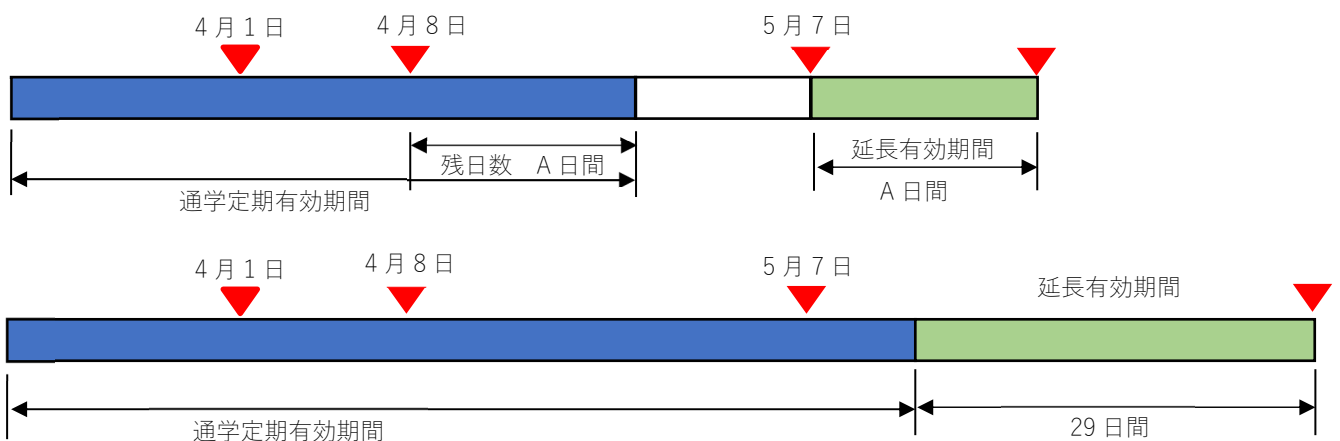 4月1日 4月8日 5月7日
残日数 A日間
延長有効期間
A日間
通学定期有効期間
4月1日 4月8日 5月7日 延長有効期間
通学定期有効期間
29日間